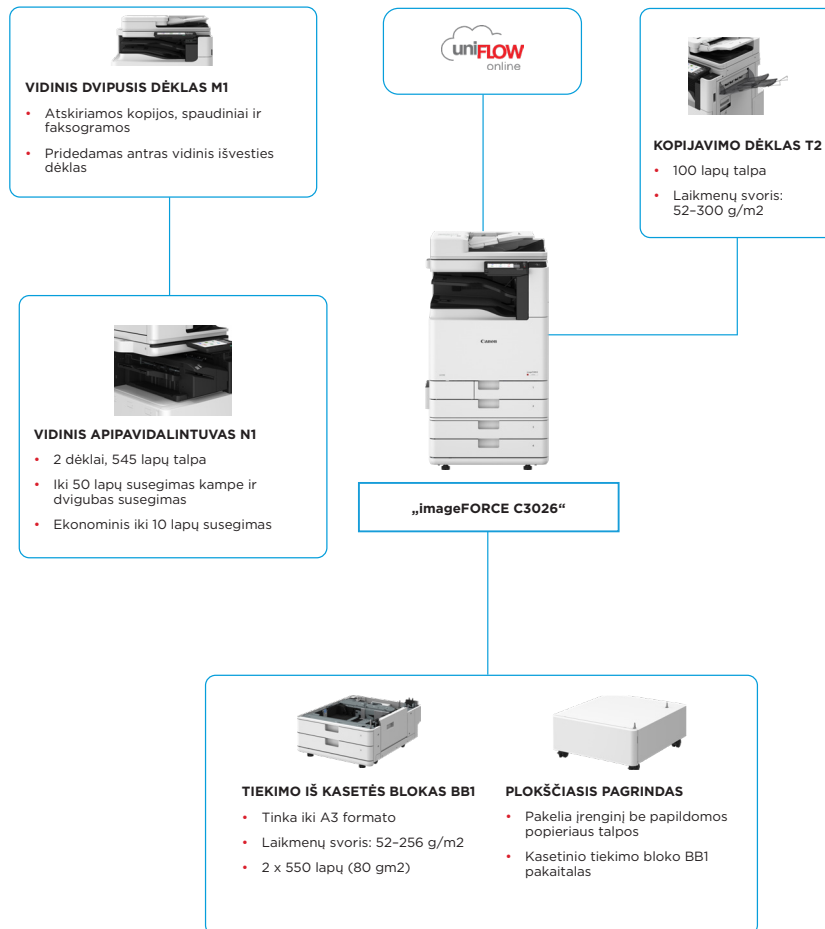 VIDINIS DVIPUSIS DĖKLAS M1
• Atskiriamos kopijos, spaudiniai ir
faksogramos
• Pridedamas antras vidinis išvesties
dėklas
uniFLOW
online
KOPIJAVIMO DĖKLAS T2
• 100 lapų talpa
• Laikmenų svoris:
52–300 g/m2
VIDINIS APIPAVIDALINTUVAS N1
• 2 dėklai, 545 lapų talpa
• Iki 50 lapų susegimas kampe ir
dvigubas susegimas
• Ekonominis iki 10 lapų susegimas
Canon
„imageFORCE C3026“
TIEKIMO IŠ KASETĖS BLOKAS BB1
• Tinka iki A3 formato
• Laikmenų svoris: 52–256 g/m2
• 2 x 550 lapų (80 gm2)
PLOKŠČIASIS PAGRINDAS
• Pakelia įrenginį be papildomos
popieriaus talpos
• Kasetinio tiekimo bloko BB1
pakaitalas